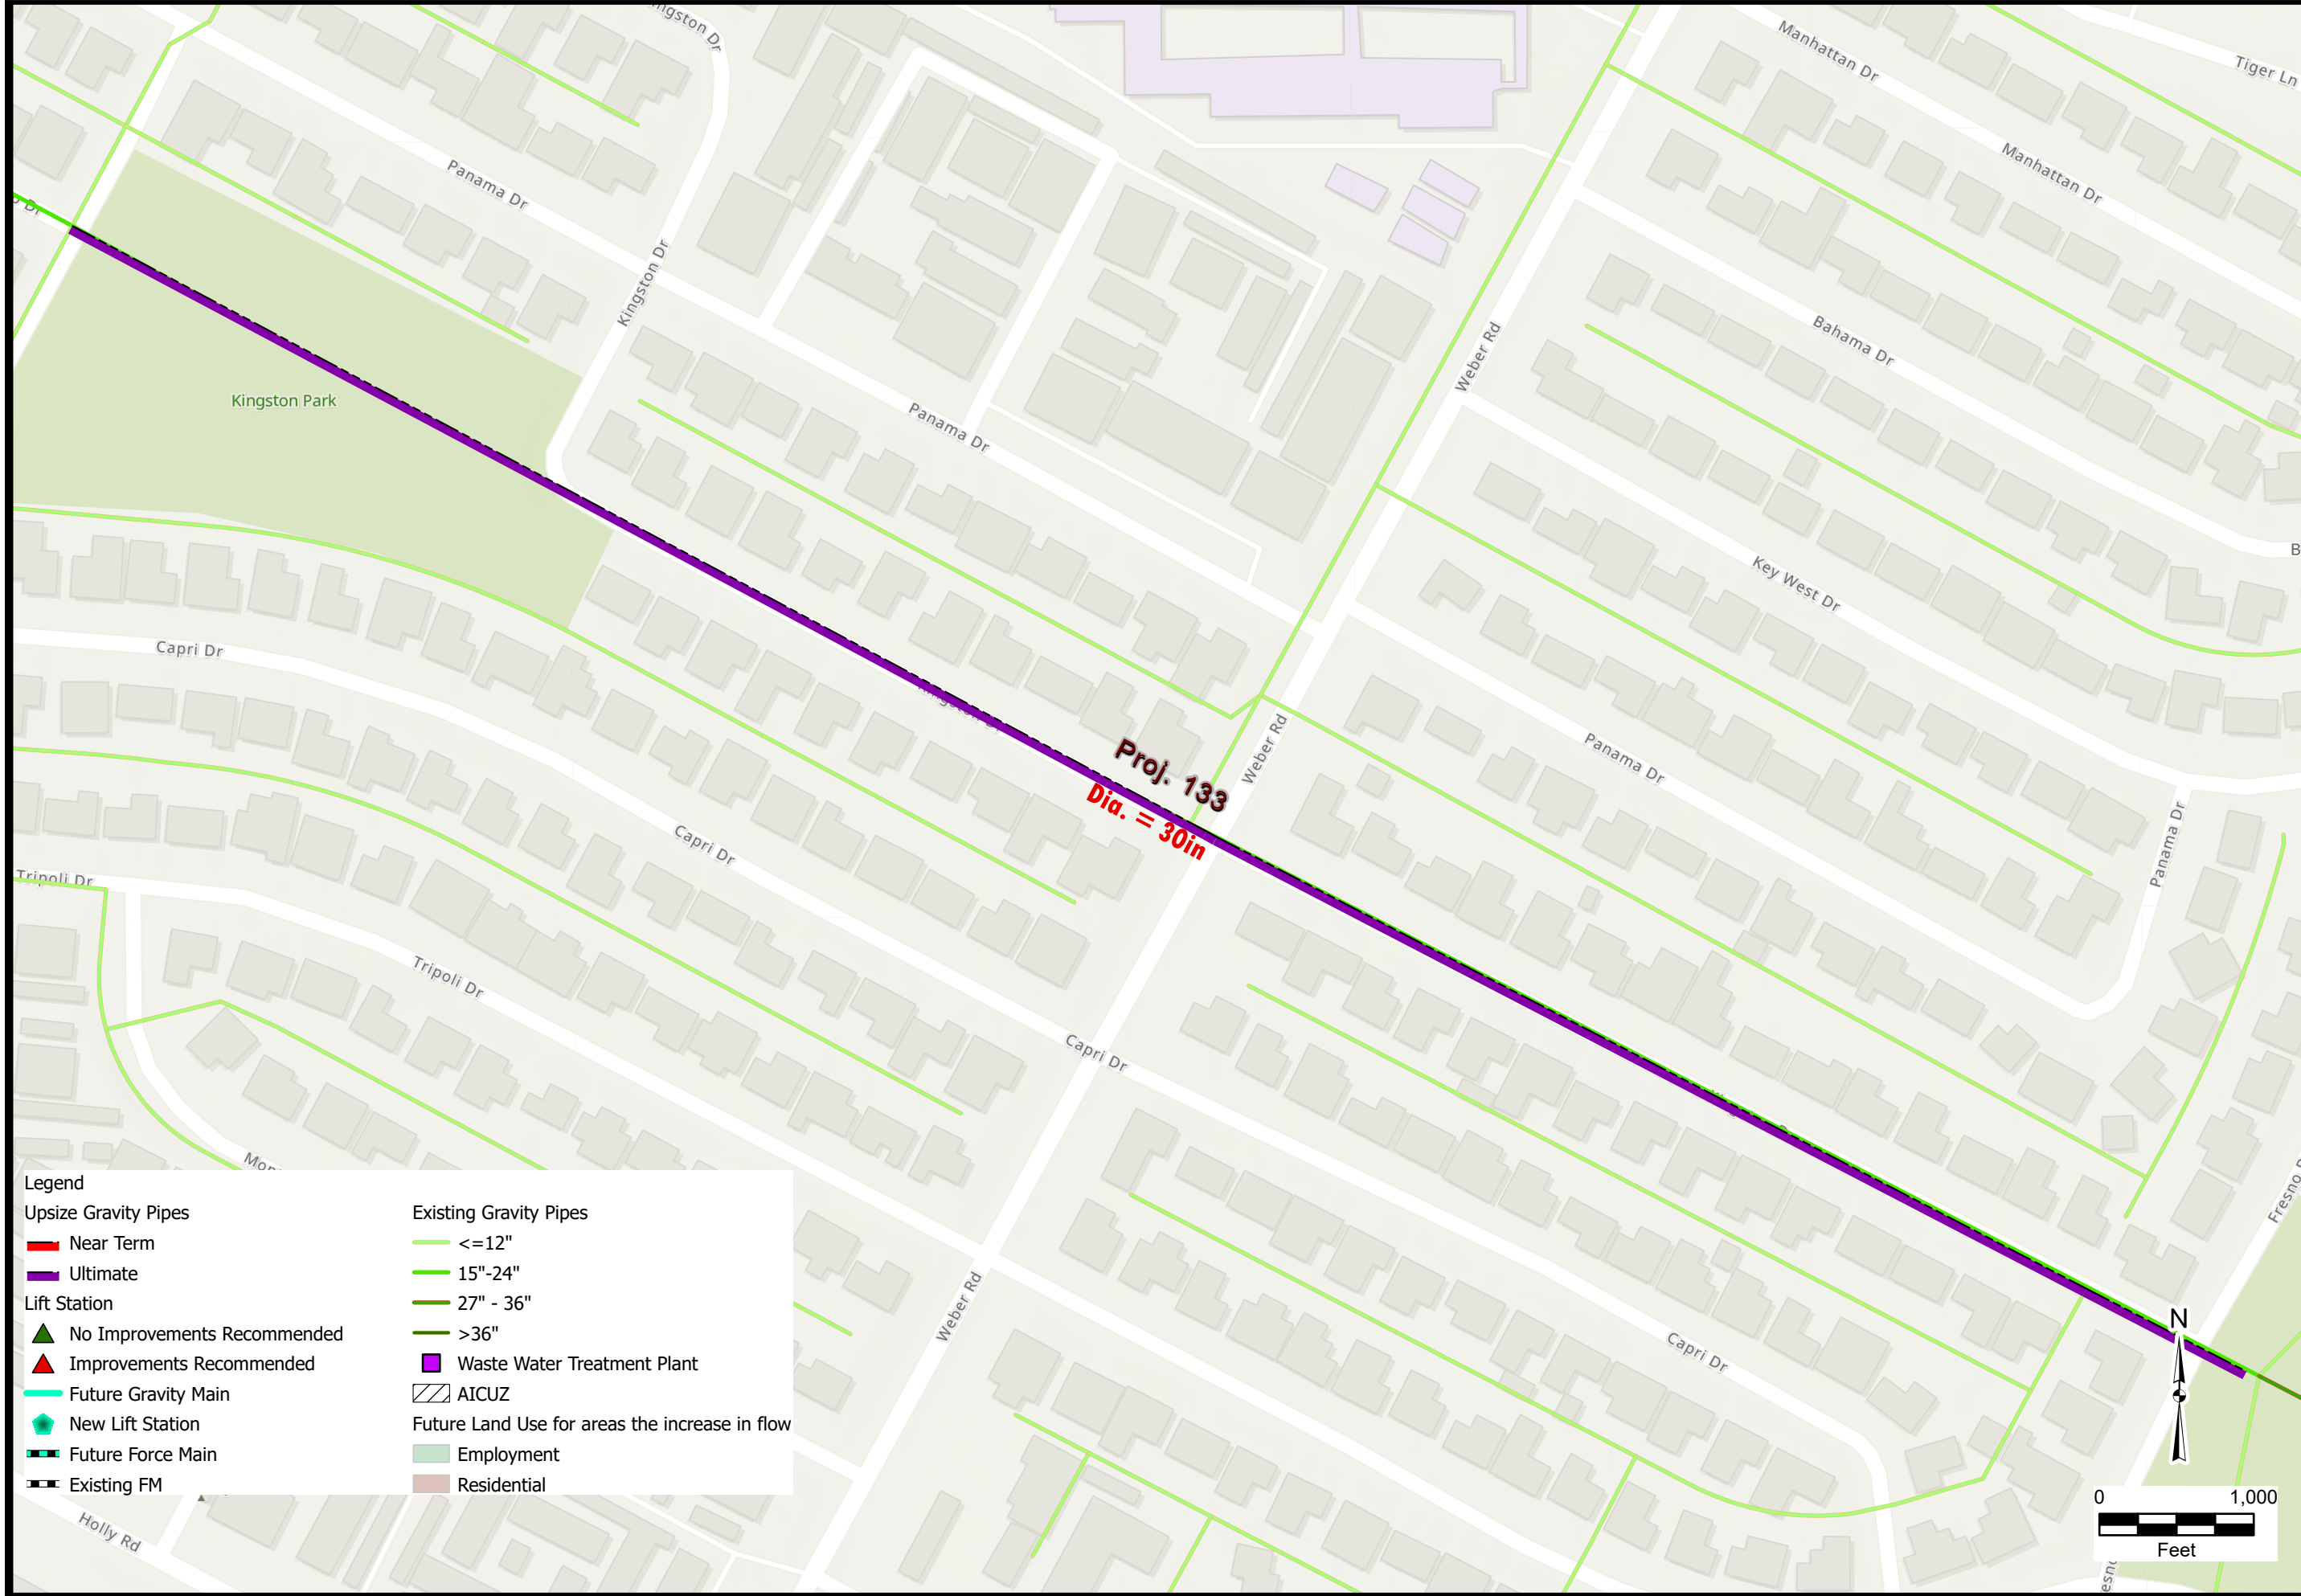 Kingston Dr
Manhattan Dr
Tiger Ln
Manhattan Dr
Panama Dr
Kingston Dr
Bahama Dr
Weber Rd
Kingston Park
Panama Dr
Key West Dr
Capri Dr
Weber Rd
Panama Dr
Proj. 133
Dia. = 30in
Panama Dr
Capri Dr
Tripoli Dr
Tripoli Dr
Capri Dr
Fresno
Weber Rd
Capri Dr
Holly Rd
Legend
Upsize Gravity Pipes
Near Term
Ultimate
Lift Station
No Improvements Recommended
Improvements Recommended
Future Gravity Main
New Lift Station
Future Force Main
Existing FM
Existing Gravity Pipes
<=12"
15"-24"
27" - 36"
>36"
Waste Water Treatment Plant
AICUZ
Future Land Use for areas the increase in flow
Employment
Residential
N
0 1,000
Feet